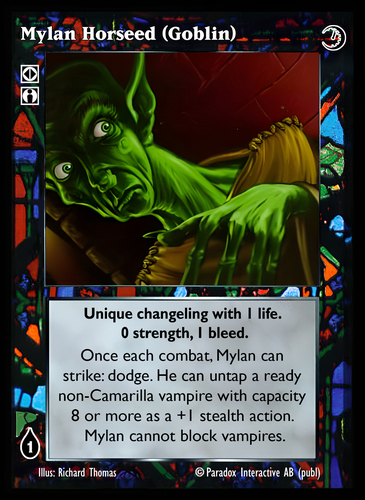 Mylan Horseed (Goblin)
Unique changeling with 1 life.
0 strength, 1 bleed.
Once each combat, Mylan can
strike: dodge. He can untap a ready
non-Camarilla vampire with capacity
8 or more as a +1 stealth action.
Mylan cannot block vampires.
1
Illus: Richard Thomas © Paradox Interactive AB (publ)